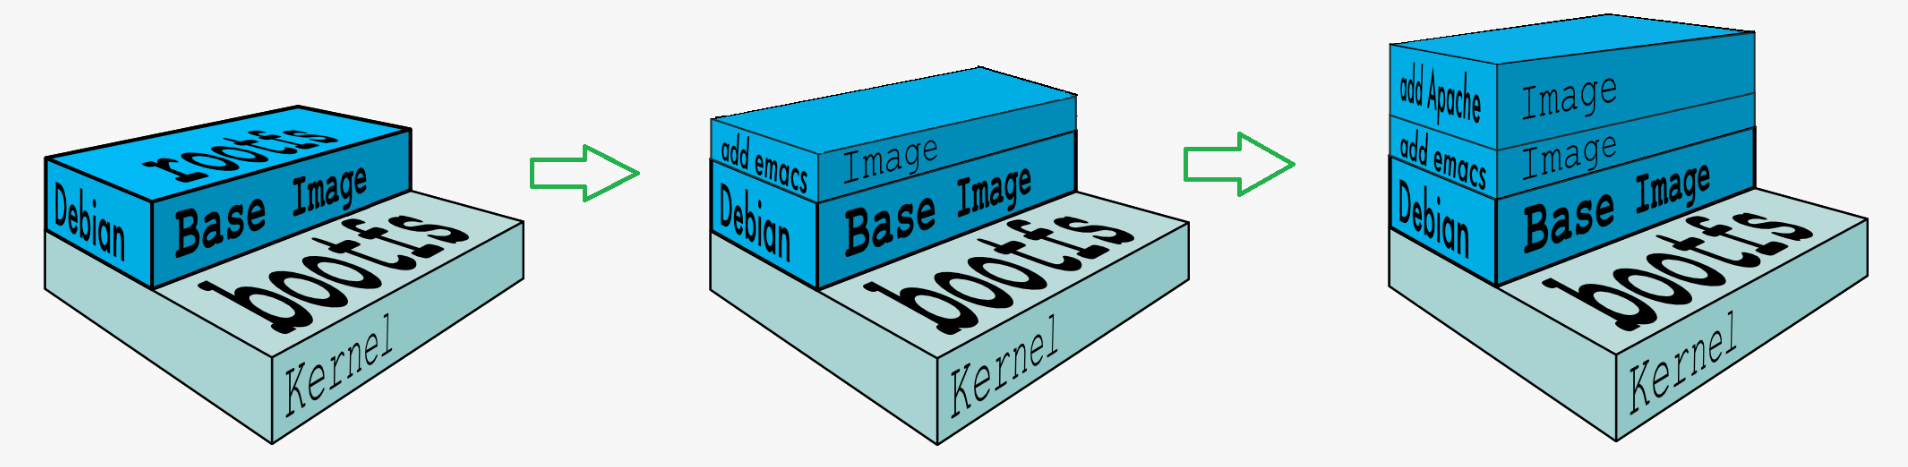 rootfs
Debian
Base Image
bootfs
Kernel
add emacs
Image
Debian
Base Image
bootfs
Kernel
add Apache
Image
add emacs
Image
Debian
Base Image
bootfs
Kernel